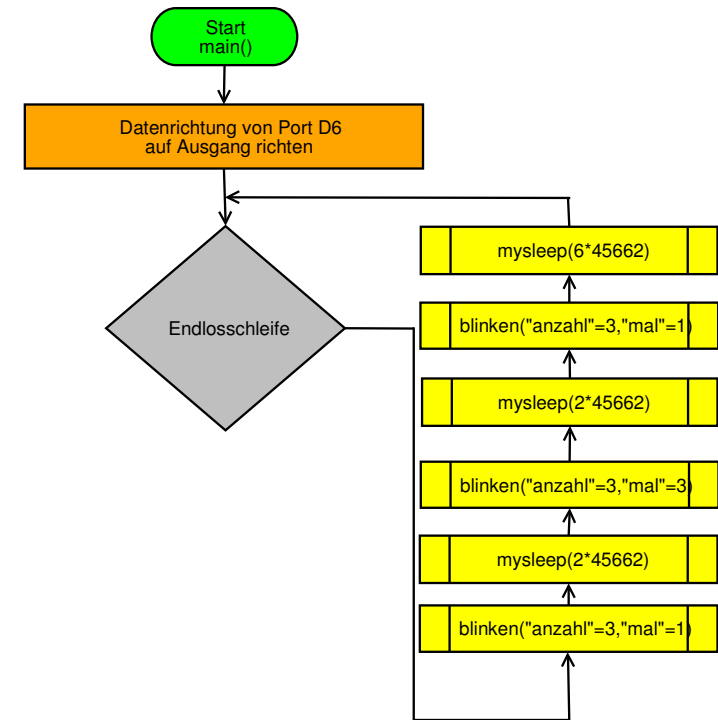 Start
main()
Datenrichtung von Port D6
auf Ausgang richten
Endlosschleife
mysleep(6*45662)
blinken("anzahl"=3,"mal"=1)
mysleep(2*45662)
blinken("anzahl"=3,"mal"=3)
mysleep(2*45662)
blinken("anzahl"=3,"mal"=1)